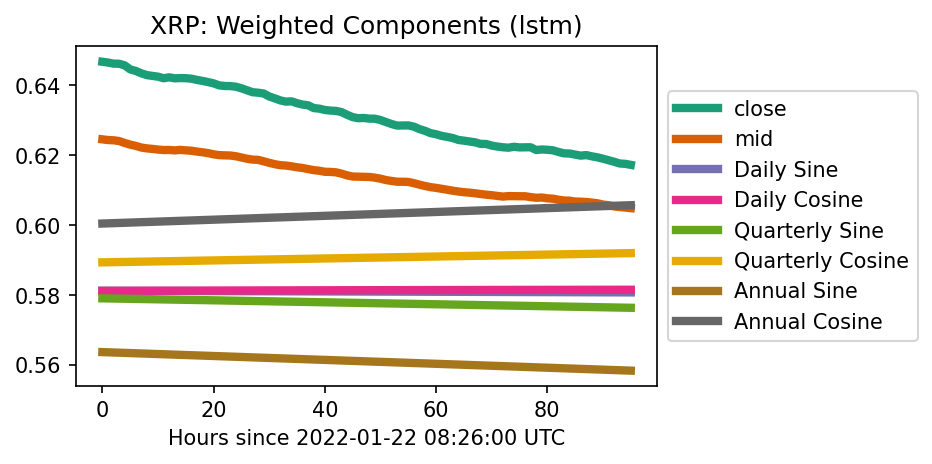 XRP: Weighted Components (lstm)
0.64
0.62
0.60
0.58
0.56
0
20
40
60
80
Hours since 2022-01-22 08:26:00 UTC
close
mid
Daily Sine
Daily Cosine
Quarterly Sine
Quarterly Cosine
Annual Sine
Annual Cosine